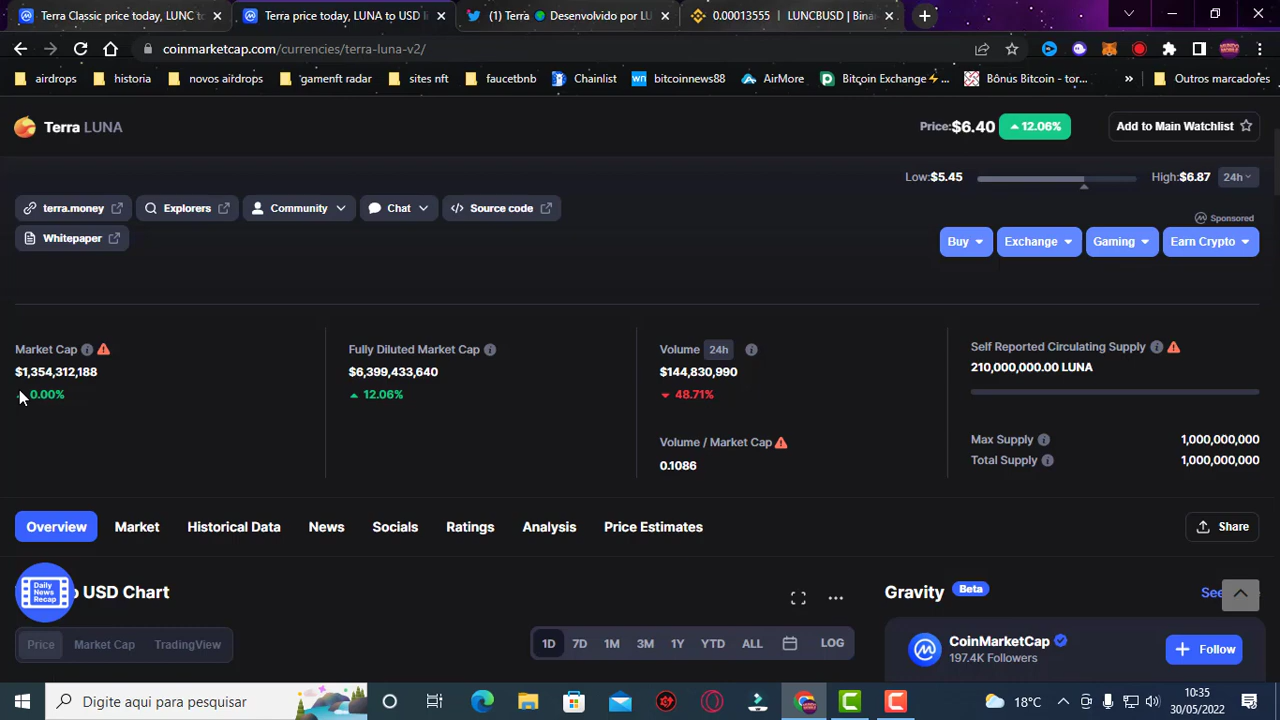 Terra Classic price today, LUNC to
Terra price today, LUNA to USD li
(1) Terra 🌐 Desenvolvido por LU
0.00013555 | LUNCBUSD | Binan
coinmarketcap.com/currencies/terra-luna-v2/
airdrops
historia
novos airdrops
'gamenft radar
sites nft
faucetbnb
Chainlist
bitcoinnews88
AirMore
Bitçoin Exchange⚡...
Bônus Bitcoin - tor...
»
Outros marcadores
Terra LUNA
Price: $6.40 12.06%
Add to Main Watchlist
Low: $5.45
High: $6.87 24h
terra.money
Explorers
Community
Chat
Source code
Whitepaper
Sponsored
Buy
Exchange
Gaming
Earn Crypto
Market Cap
$1,354,312,188
0.00%
Fully Diluted Market Cap
$6,399,433,640
12.06%
Volume 24h
$144,830,990
48.71%
Volume / Market Cap
0.1086
Self Reported Circulating Supply
210,000,000.00 LUNA
Max Supply 1,000,000,000
Total Supply 1,000,000,000
Overview
Market
Historical Data
News
Socials
Ratings
Analysis
Price Estimates
Share
Daily
News
Recap
USD Chart
Price
Market Cap
TradingView
1D
7D
1M
3M
1Y
YTD
ALL
LOG
Gravity Beta
See
CoinMarketCap
197.4K Followers
+ Follow
Digite aqui para pesquisar
18°C
10:35
30/05/2022